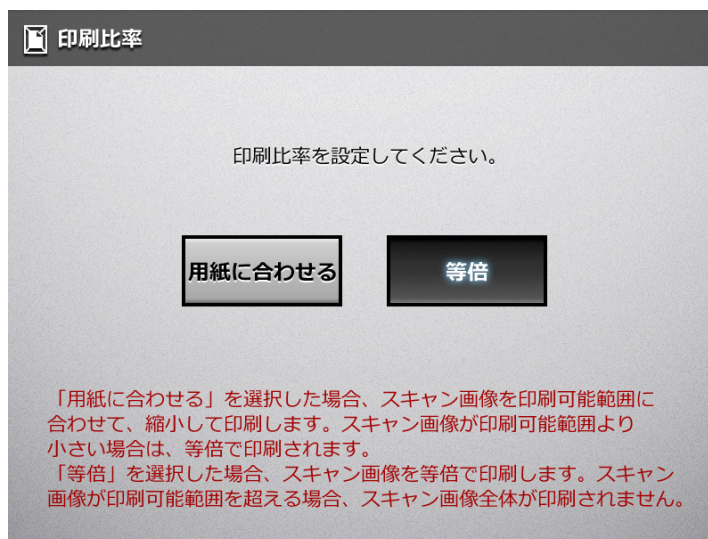 印刷比率
印刷比率を設定してください。
用紙に合わせる
等倍
「用紙に合わせる」を選択した場合、スキャン画像を印刷可能範囲に
合わせて、縮小して印刷します。スキャン画像が印刷可能範囲より
小さい場合は、等倍で印刷されます。
「等倍」を選択した場合、スキャン画像を等倍で印刷します。スキャン
画像が印刷可能範囲を超える場合、スキャン画像全体が印刷されません。